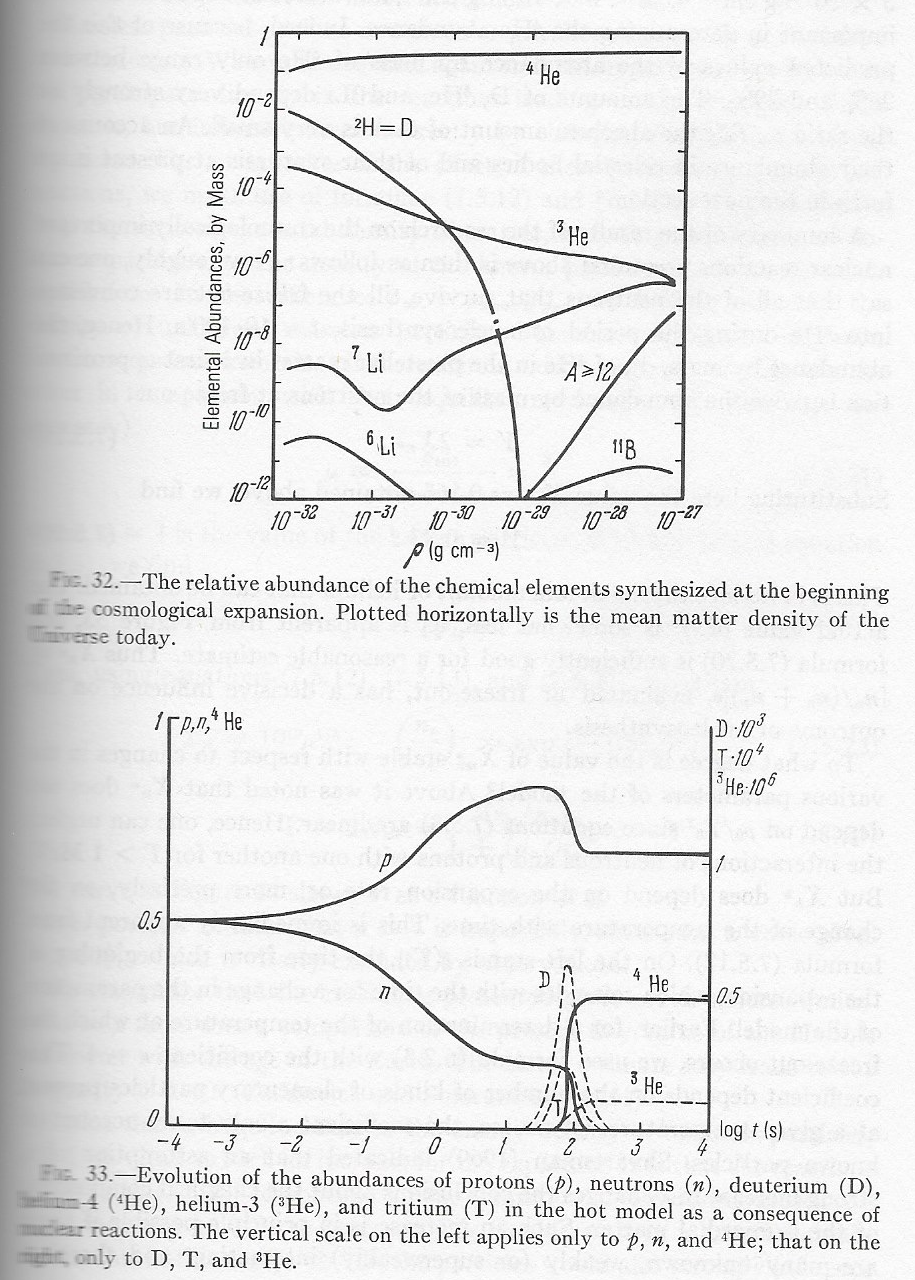 1
10⁻²
10⁻⁴
10⁻⁶
10⁻⁸
10⁻¹⁰
10⁻¹²
Elemental Abundances, by Mass
⁴He
²H=D
³He
⁷Li
A⩾12
⁶Li
¹¹B
10⁻³² 10⁻³¹ 10⁻³⁰ 10⁻²⁹ 10⁻²⁸ 10⁻²⁷
ρ (g cm⁻³)
Fig. 32.—The relative abundance of the chemical elements synthesized at the beginning
of the cosmological expansion. Plotted horizontally is the mean matter density of the
Universe today.
1 p,n,⁴He
D·10³
T·10⁴
³He·10⁶
p
1
0.5
n
D
⁴He
0.5
T
³He
0
log t (s)
-4 -3 -2 -1 0 1 2 3 4
Fig. 33.—Evolution of the abundances of protons (p), neutrons (n), deuterium (D),
helium-4 (⁴He), helium-3 (³He), and tritium (T) in the hot model as a consequence of
nuclear reactions. The vertical scale on the left applies only to p, n, and ⁴He; that on the
right, only to D, T, and ³He.